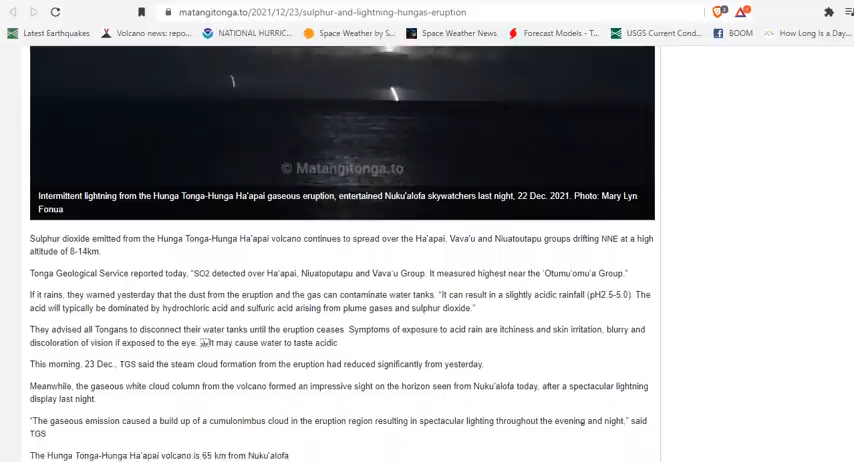 matangitonga.to/2021/12/23/sulphur-and-lightning-hungas-eruption
Latest Earthquakes Volcano news: repo... NATIONAL HURRIC... Space Weather by S... Space Weather News Forecast Models - T... USGS Current Cond... BOOM How Long Is a Day...
© Matangitonga.to
Intermittent lightning from the Hunga Tonga-Hunga Ha'apai gaseous eruption, entertained Nuku'alofa skywatchers last night, 22 Dec. 2021. Photo: Mary Lyn
Fonua
Sulphur dioxide emitted from the Hunga Tonga-Hunga Ha'apai volcano continues to spread over the Ha'apai, Vava'u and Niuatoutapu groups drifting NNE at a high
altitude of 8-14km.
Tonga Geological Service reported today, “SO2 detected over Ha'apai, Niuatoputapu and Vava'u Group. It measured highest near the 'Otumu'omu'a Group.”
If it rains, they warned yesterday that the dust from the eruption and the gas can contaminate water tanks. “It can result in a slightly acidic rainfall (pH2.5-5.0). The
acid will typically be dominated by hydrochloric acid and sulfuric acid arising from plume gases and sulphur dioxide.”
They advised all Tongans to disconnect their water tanks until the eruption ceases. Symptoms of exposure to acid rain are itchiness and skin irritation, blurry and
discoloration of vision if exposed to the eye. It may cause water to taste acidic
This morning, 23 Dec., TGS said the steam cloud formation from the eruption had reduced significantly from yesterday.
Meanwhile, the gaseous white cloud column from the volcano formed an impressive sight on the horizon seen from Nuku'alofa today, after a spectacular lightning
display last night.
“The gaseous emission caused a build up of a cumulonimbus cloud in the eruption region resulting in spectacular lighting throughout the evening and night,” said
TGS
The Hunga Tonga-Hunga Ha'apai volcano is 65 km from Nuku'alofa